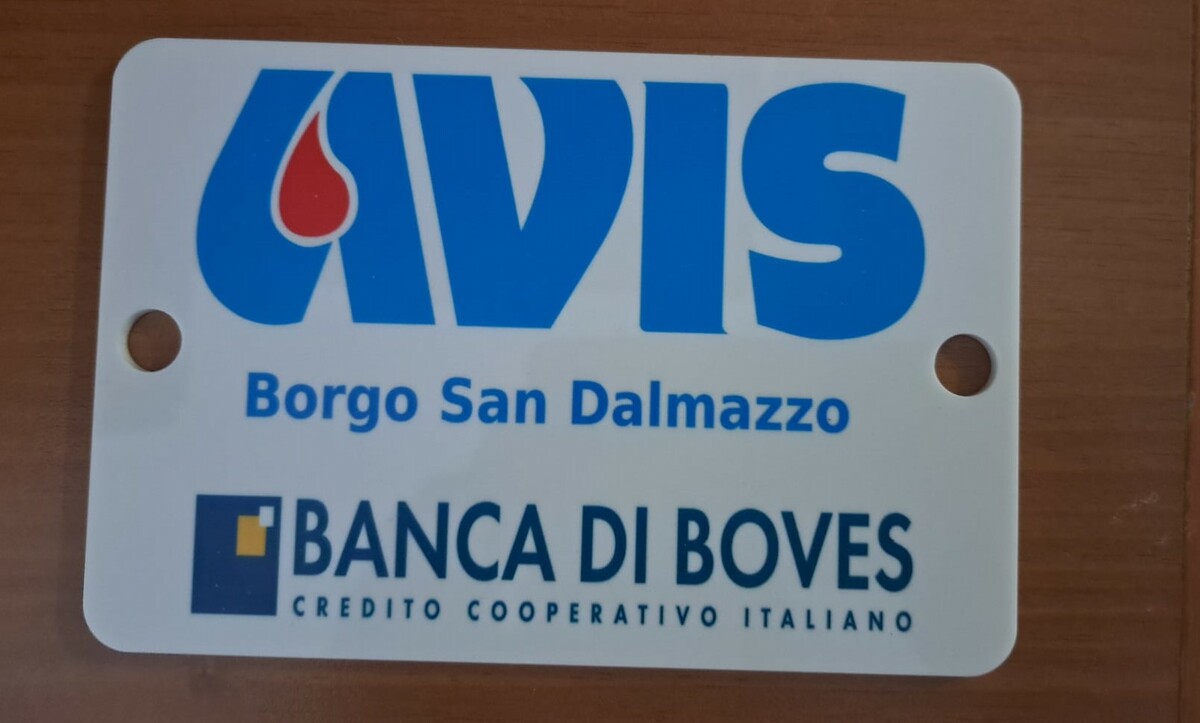 AVIS
Borgo San Dalmazzo
BANCA DI BOVES
CREDITO COOPERATIVO ITALIANO